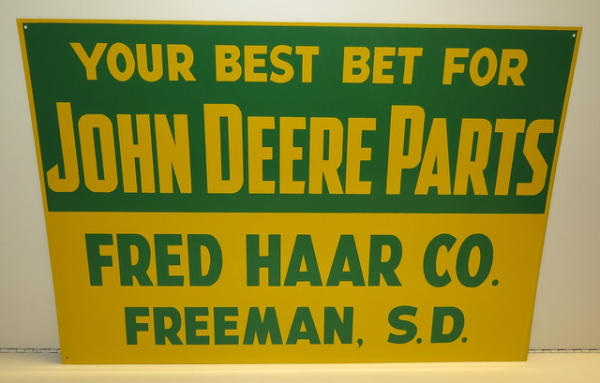 YOUR BEST BET FOR
JOHN DEERE PARTS
FRED HAAR CO.
FREEMAN, S.D.